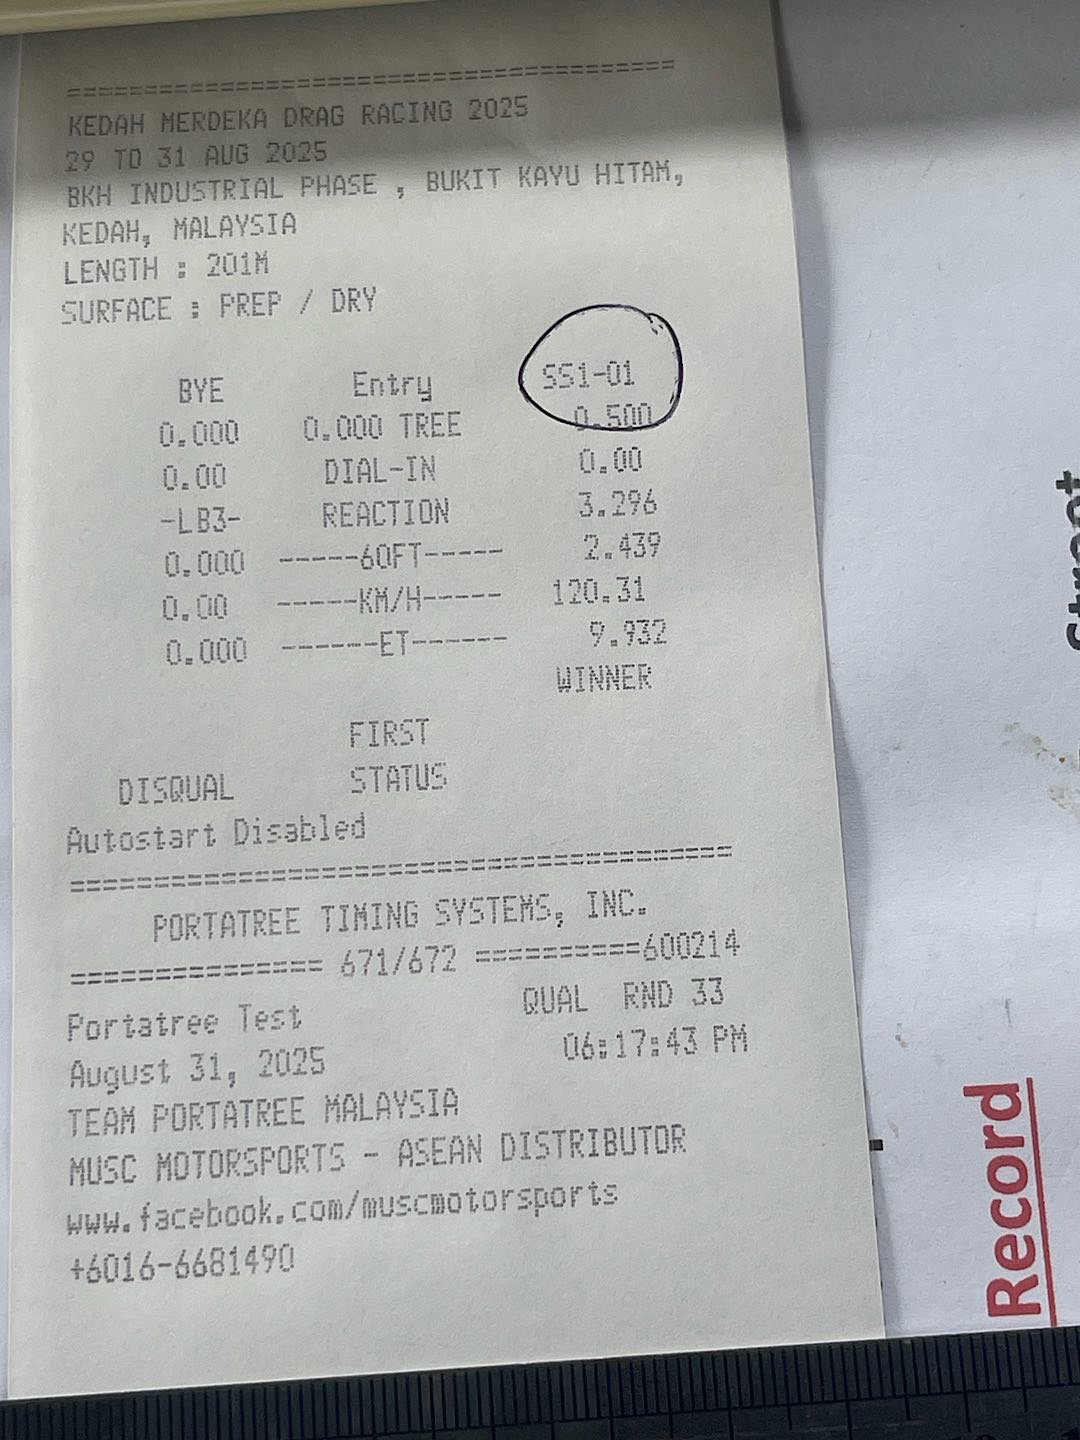 ====================================
KEDAH MERDEKA DRAG RACING 2025
29 TO 31 AUG 2025
BKH INDUSTRIAL PHASE , BUKIT KAYU HITAM,
KEDAH, MALAYSIA
LENGTH : 201M
SURFACE : PREP / DRY
BYE Entry SS1-01
0.000 0.000 TREE 0.500
0.00 DIAL-IN 0.00
-LB3- REACTION 3.296
0.000 -----60FT----- 2.439
0.00 -----KM/H----- 120.31
0.000 ------ET------ 9.932
WINNER
FIRST
DISQUAL STATUS
Autostart Disabled
=======================================
PORTATREE TIMING SYSTEMS, INC.
=============== 671/672 ==========600214
Portatree Test QUAL RND 33
August 31, 2025 06:17:43 PM
TEAM PORTATREE MALAYSIA
MUSC MOTORSPORTS - ASEAN DISTRIBUTOR
www.facebook.com/muscmotorsports
+6016-6681490
Record